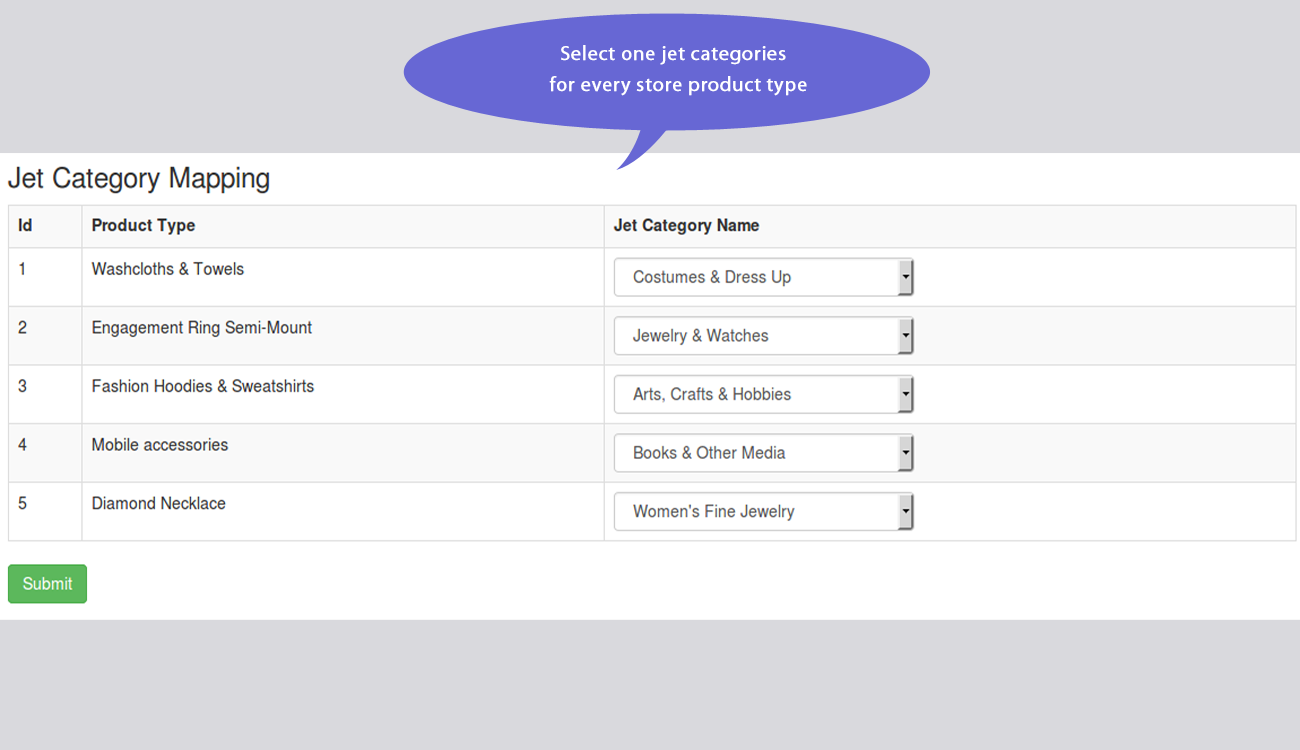 Select one jet categories
for every store product type
Jet Category Mapping
Id Product Type Jet Category Name
1 Washcloths & Towels Costumes & Dress Up
2 Engagement Ring Semi-Mount Jewelry & Watches
3 Fashion Hoodies & Sweatshirts Arts, Crafts & Hobbies
4 Mobile accessories Books & Other Media
5 Diamond Necklace Women's Fine Jewelry
Submit